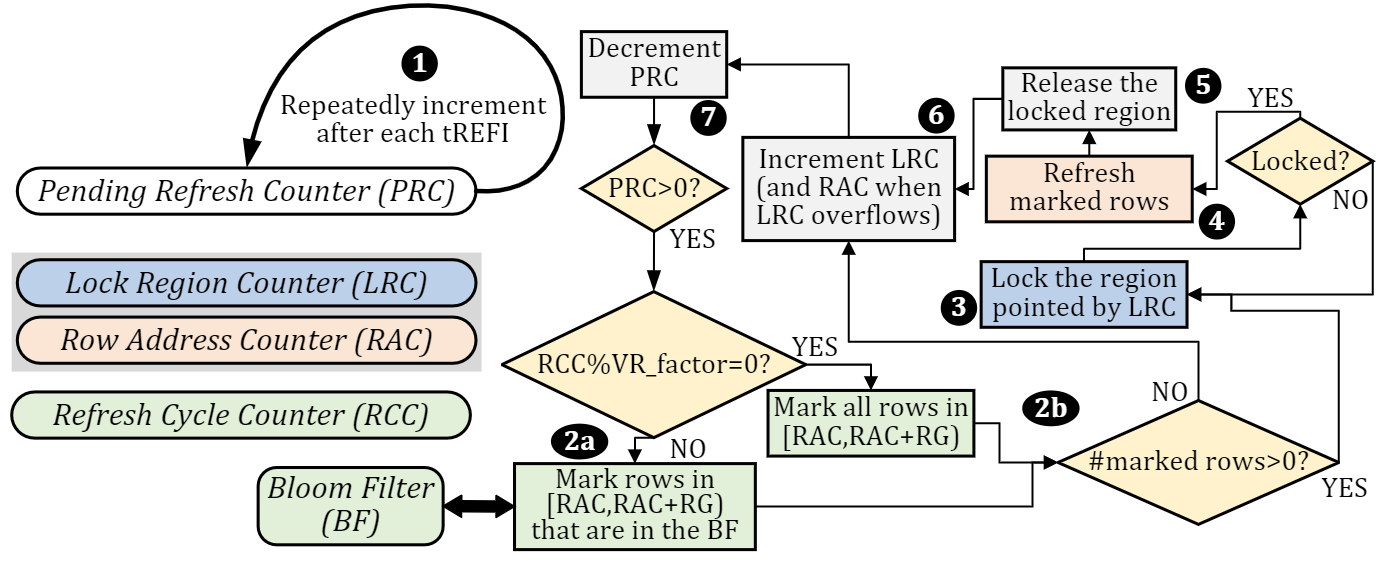 1
Repeatedly increment
after each tREFI
Pending Refresh Counter (PRC)
Lock Region Counter (LRC)
Row Address Counter (RAC)
Refresh Cycle Counter (RCC)
Bloom Filter
(BF)
Decrement
PRC
7
PRC>0?
YES
RCC%VR_factor=0?
YES
NO
2a
Mark rows in
[RAC,RAC+RG)
that are in the BF
Mark all rows in
[RAC,RAC+RG)
2b
#marked rows>0?
NO
YES
3
Lock the region
pointed by LRC
Locked?
YES
NO
4
Refresh
marked rows
5
Release the
locked region
6
Increment LRC
(and RAC when
LRC overflows)